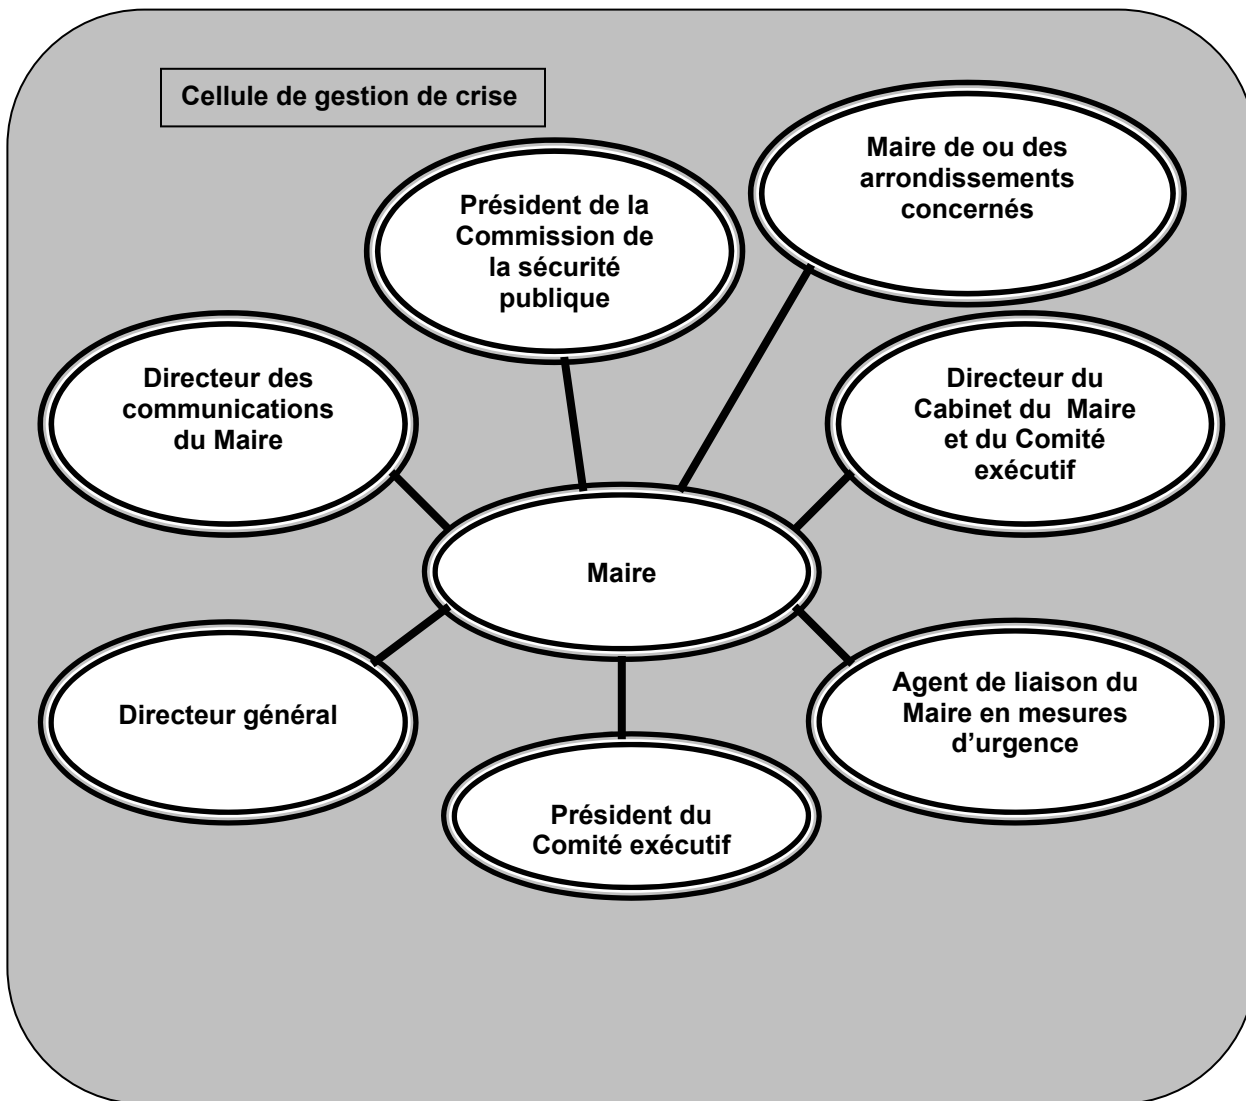 Cellule de gestion de crise
Maire de ou des
arrondissements
concernés
Président de la
Commission de
la sécurité
publique
Directeur des
communications
du Maire
Directeur du
Cabinet du  Maire
et du Comité
exécutif
Maire
Directeur général
Agent de liaison du
Maire en mesures
d’urgence
Président du
Comité exécutif